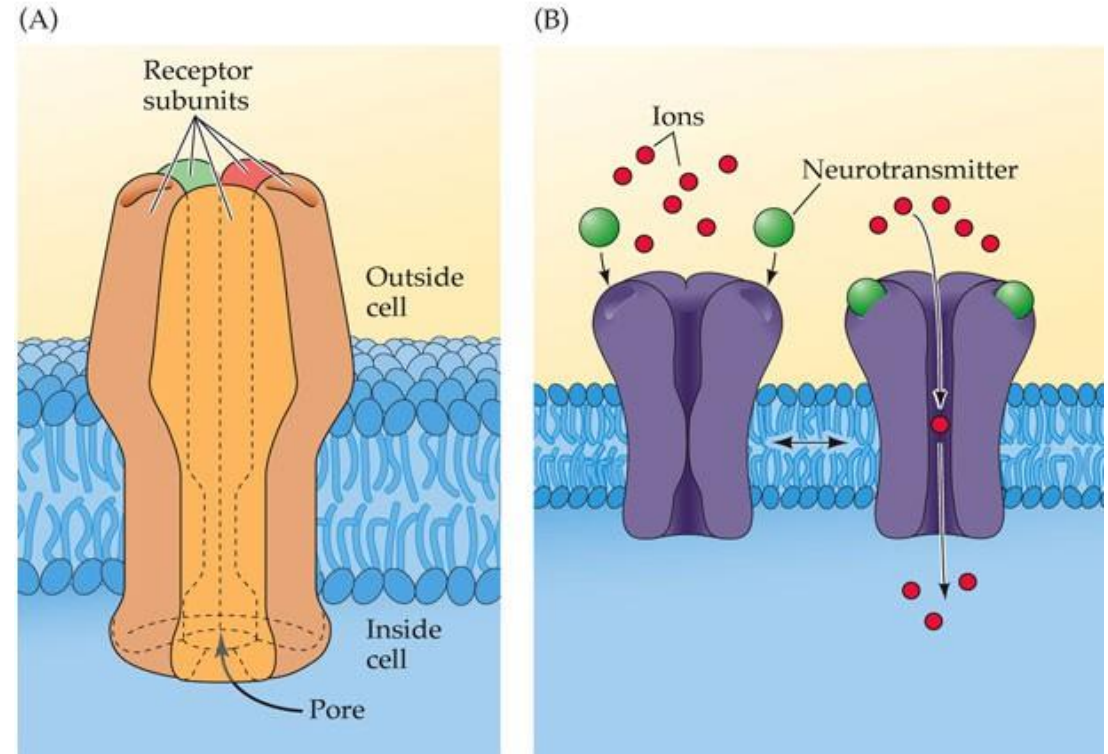 (A)
Receptor
subunits
Outside
cell
Inside
cell
Pore
(B)
Ions
Neurotransmitter